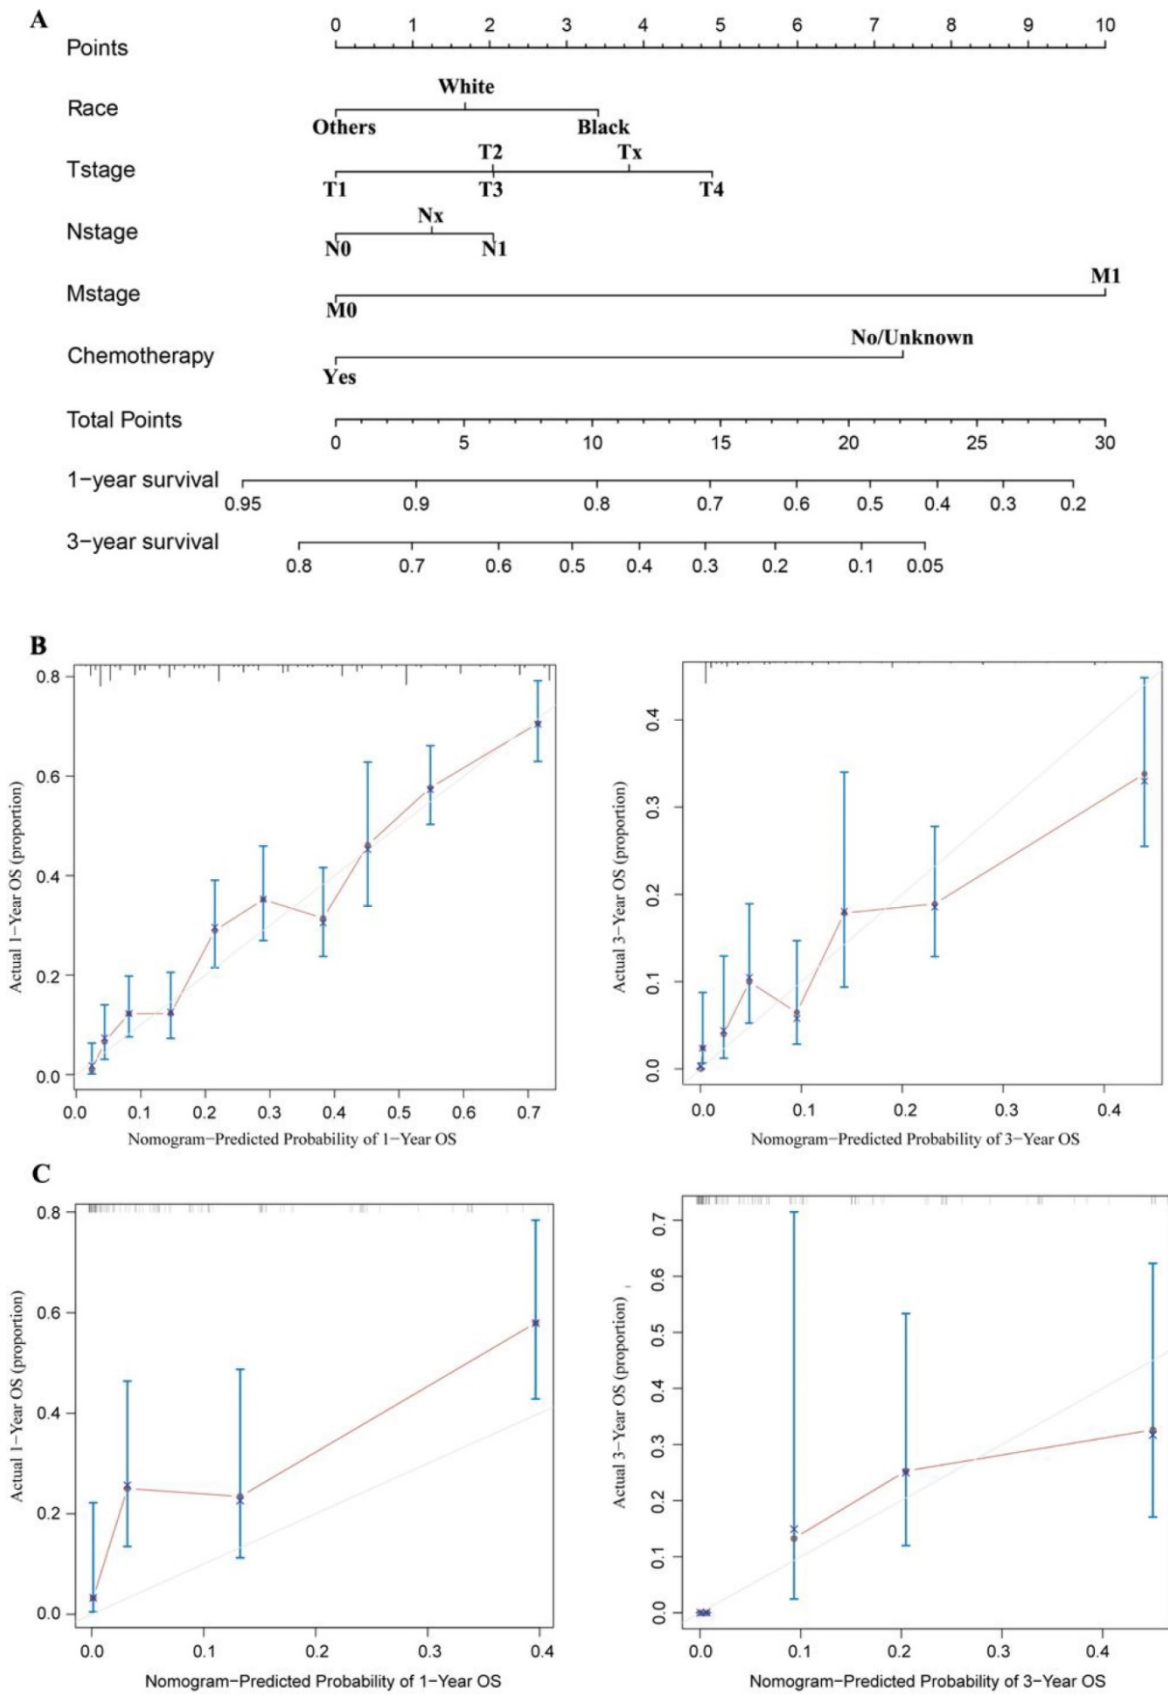 A
0 1 2 3 4 5 6 7 8 9 10
Points
White
Race
Others Black
T2 Tx
Tstage
T1 T3 T4
Nx
Nstage
N0 N1
M1
Mstage
M0
No/Unknown
Chemotherapy
Yes
Total Points
0 5 10 15 20 25 30
1−year survival
0.95 0.9 0.8 0.7 0.6 0.5 0.4 0.3 0.2
3−year survival
0.8 0.7 0.6 0.5 0.4 0.3 0.2 0.1 0.05
B
Actual 1−Year OS (proportion)
0.8
0.6
0.4
0.2
0.0
0.0 0.1 0.2 0.3 0.4 0.5 0.6 0.7
Nomogram−Predicted Probability of 1−Year OS
Actual 3−Year OS (proportion)
0.4
0.3
0.2
0.1
0.0
0.0 0.1 0.2 0.3 0.4
Nomogram−Predicted Probability of 3−Year OS
C
Actual 1−Year OS (proportion)
0.8
0.6
0.4
0.2
0.0
0.0 0.1 0.2 0.3 0.4
Nomogram−Predicted Probability of 1−Year OS
Actual 3−Year OS (proportion)
0.7
0.6
0.5
0.4
0.3
0.2
0.1
0.0
0.0 0.1 0.2 0.3 0.4
Nomogram−Predicted Probability of 3−Year OS